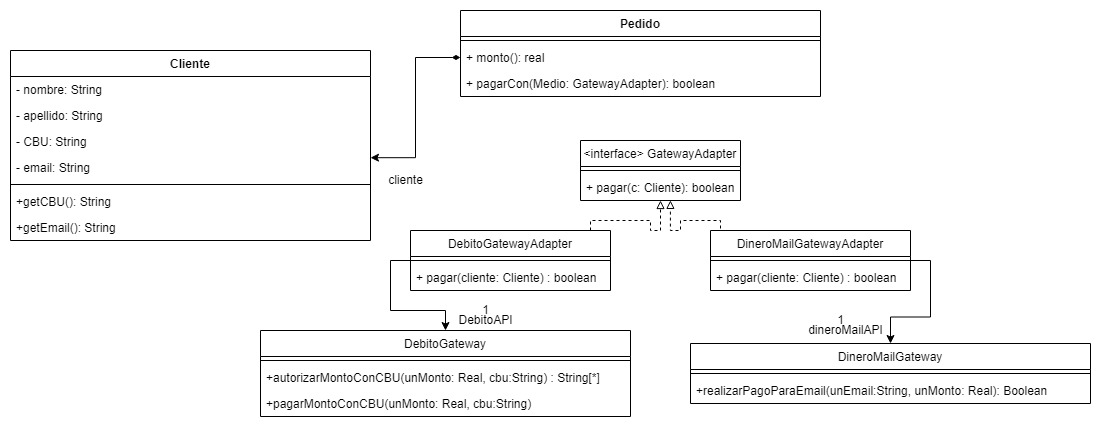 Pedido
+ monto(): real
+ pagarCon(Medio: GatewayAdapter): boolean
Cliente
- nombre: String
- apellido: String
- CBU: String
- email: String
+getCBU(): String
+getEmail(): String
cliente
<interface> GatewayAdapter
+ pagar(c: Cliente): boolean
DebitoGatewayAdapter
+ pagar(cliente: Cliente) : boolean
DineroMailGatewayAdapter
+ pagar(cliente: Cliente) : boolean
1
DebitoAPI
1
dineroMailAPI
DebitoGateway
+autorizarMontoConCBU(unMonto: Real, cbu:String) : String[*]
+pagarMontoConCBU(unMonto: Real, cbu:String)
DineroMailGateway
+realizarPagoParaEmail(unEmail:String, unMonto: Real): Boolean